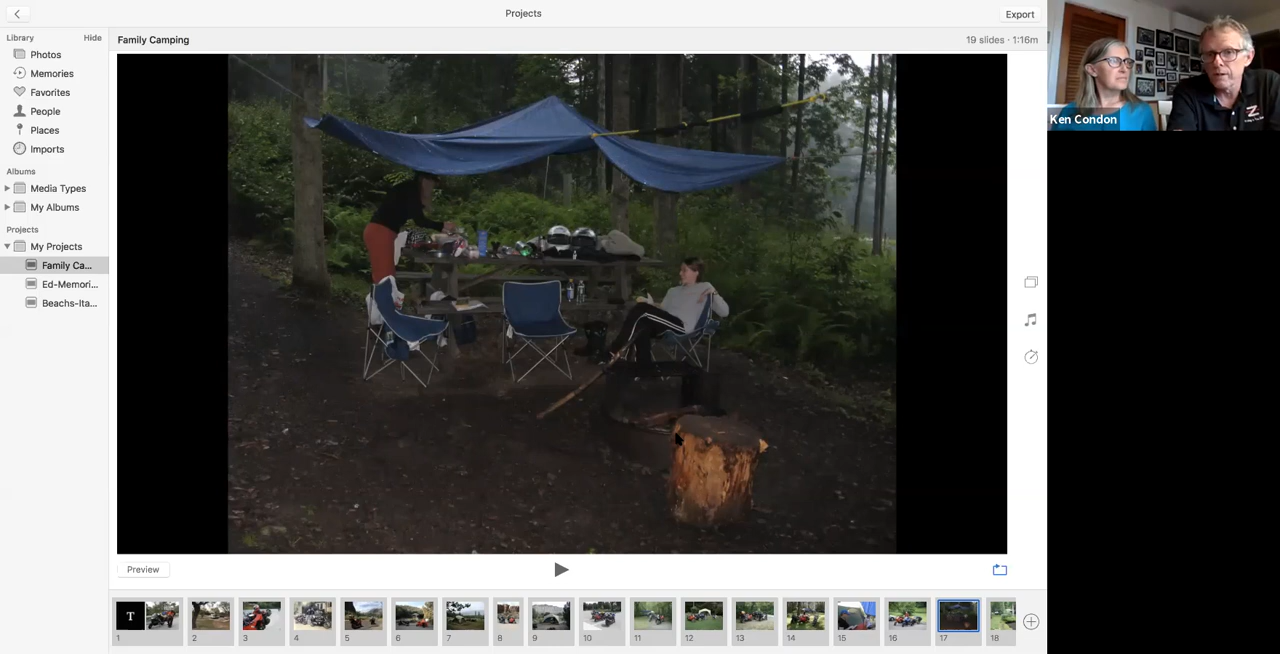 Projects
Export
Library
Hide
Photos
Memories
Favorites
People
Places
Imports
Albums
Media Types
My Albums
Projects
My Projects
Family Ca...
Ed-Memori...
Beachs-Ita...
Family Camping
19 slides · 1:16m
Ken Condon
Preview
T
1
2
3
4
5
6
7
8
9
10
11
12
13
14
15
16
17
18